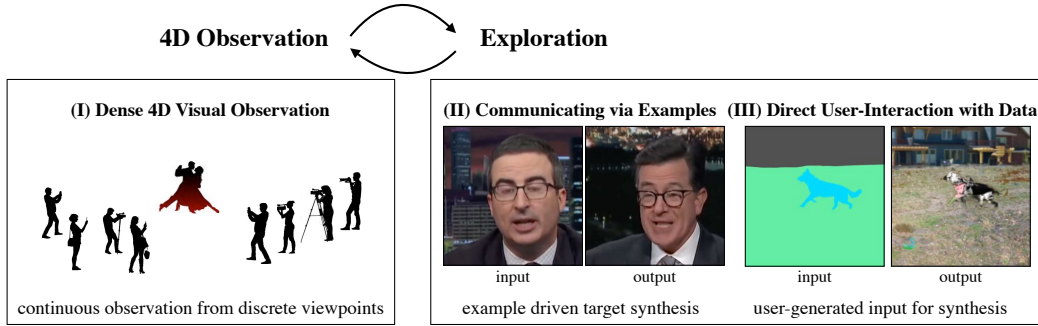 4D Observation
Exploration
(I) Dense 4D Visual Observation
continuous observation from discrete viewpoints
(II) Communicating via Examples
input
output
example driven target synthesis
(III) Direct User-Interaction with Data
input
output
user-generated input for synthesis